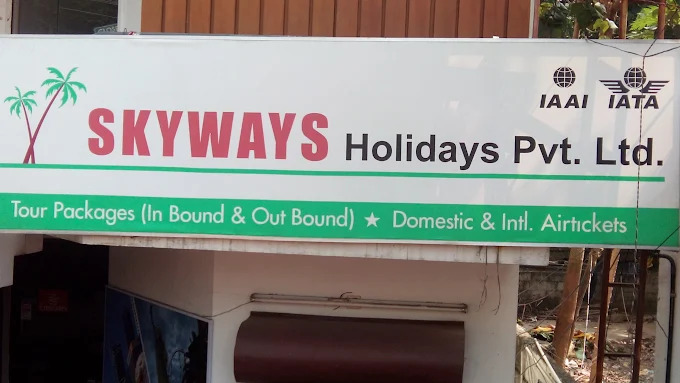 IAAI IATA
SKYWAYS Holidays Pvt. Ltd.
Tour Packages (In Bound & Out Bound) ★ Domestic & Intl. Airtickets